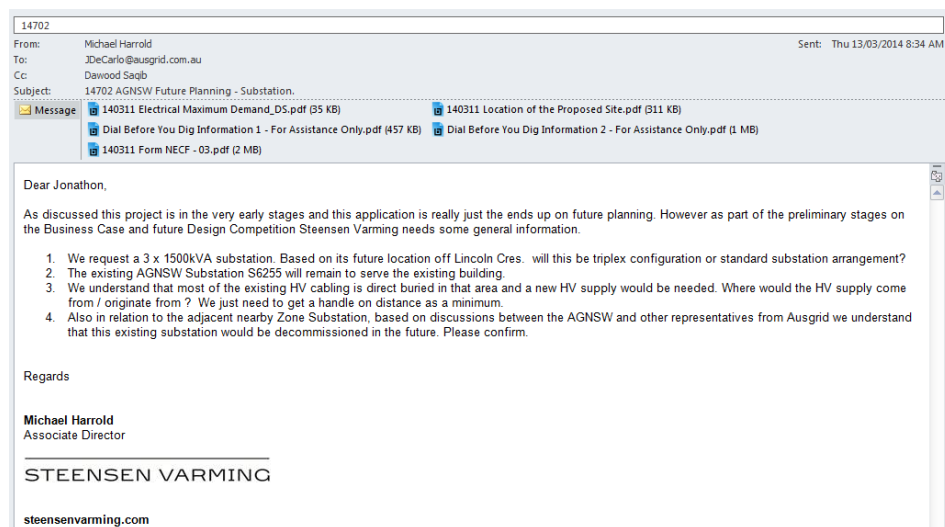 14702
From: Michael Harrold Sent: Thu 13/03/2014 8:34 AM
To: JDeCarlo@ausgrid.com.au
Cc: Dawood Saqib
Subject: 14702 AGNSW Future Planning - Substation.
Message 140311 Electrical Maximum Demand_DS.pdf (35 KB) 140311 Location of the Proposed Site.pdf (311 KB)
Dial Before You Dig Information 1 - For Assistance Only.pdf (457 KB) Dial Before You Dig Information 2 - For Assistance Only.pdf (1 MB)
140311 Form NECF - 03.pdf (2 MB)
Dear Jonathon,
As discussed this project is in the very early stages and this application is really just the ends up on future planning. However as part of the preliminary stages on
the Business Case and future Design Competition Steensen Varming needs some general information.
1. We request a 3 x 1500kVA substation. Based on its future location off Lincoln Cres. will this be triplex configuration or standard substation arrangement?
2. The existing AGNSW Substation S6255 will remain to serve the existing building.
3. We understand that most of the existing HV cabling is direct buried in that area and a new HV supply would be needed. Where would the HV supply come
from / originate from ? We just need to get a handle on distance as a minimum.
4. Also in relation to the adjacent nearby Zone Substation, based on discussions between the AGNSW and other representatives from Ausgrid we understand
that this existing substation would be decommissioned in the future. Please confirm.
Regards
Michael Harrold
Associate Director
STEENSEN VARMING
steensenvarming.com